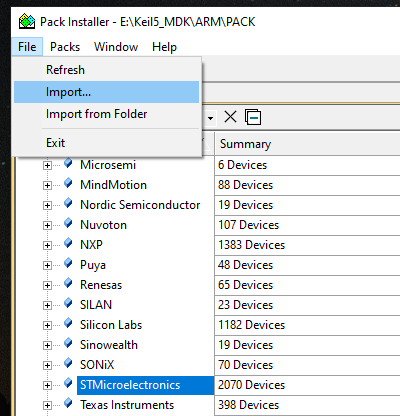 Pack Installer - E:\Keil5_MDK\ARM\PACK
File Packs Window Help
Refresh
Import...
Import from Folder
Exit
Summary
Microsemi 6 Devices
MindMotion 88 Devices
Nordic Semiconductor 19 Devices
Nuvoton 107 Devices
NXP 1383 Devices
Puya 48 Devices
Renesas 65 Devices
SILAN 23 Devices
Silicon Labs 1182 Devices
Sinowealth 19 Devices
SONiX 70 Devices
STMicroelectronics 2070 Devices
Texas Instruments 398 Devices